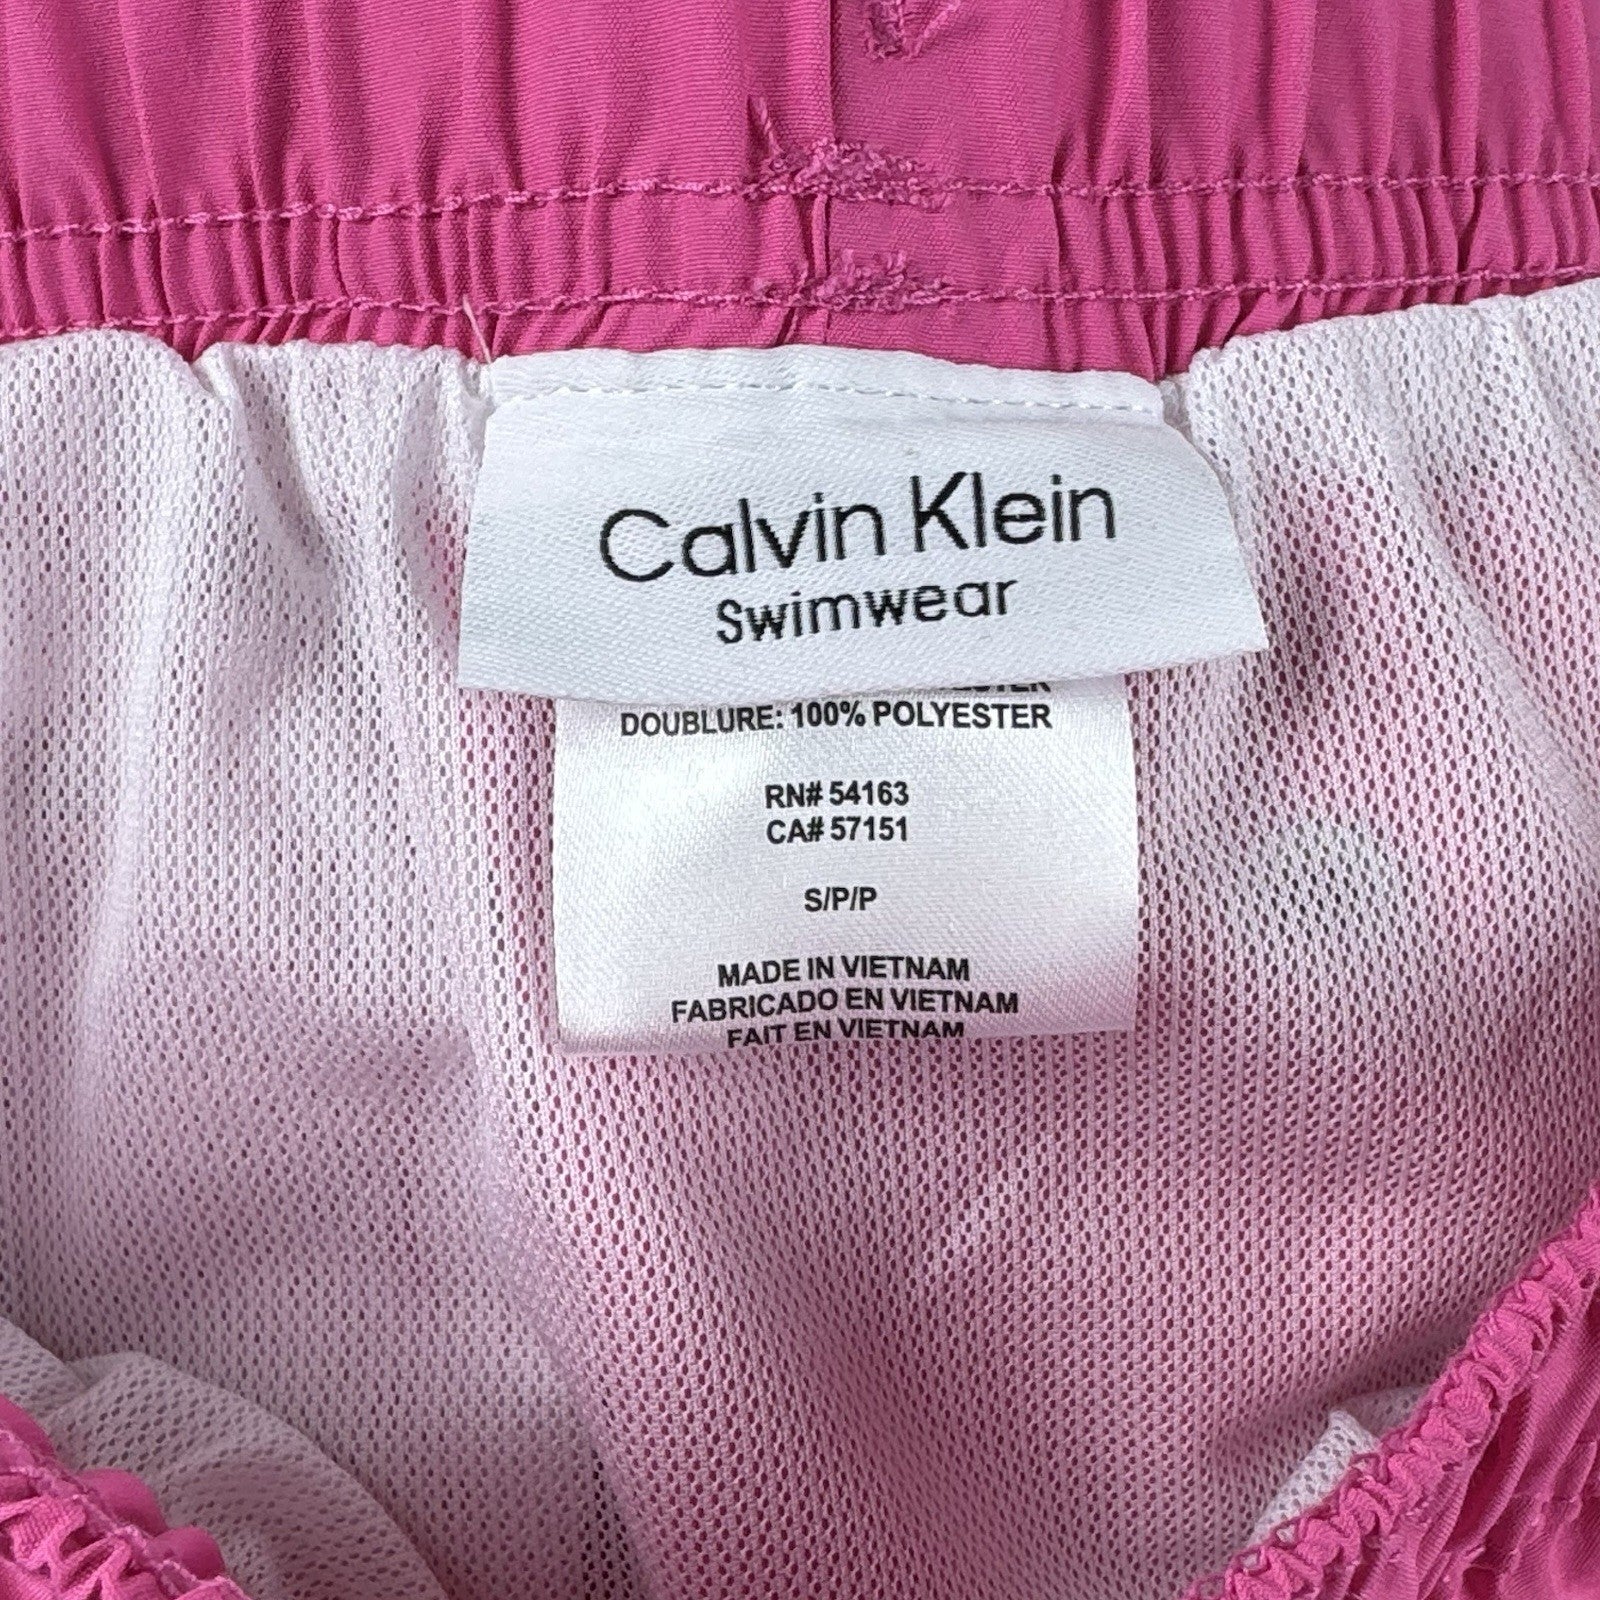 Calvin Klein
Swimwear
DOUBLURE: 100% POLYESTER
RN# 54163
CA# 57151
S/P/P
MADE IN VIETNAM
FABRICADO EN VIETNAM
FAIT EN VIETNAM